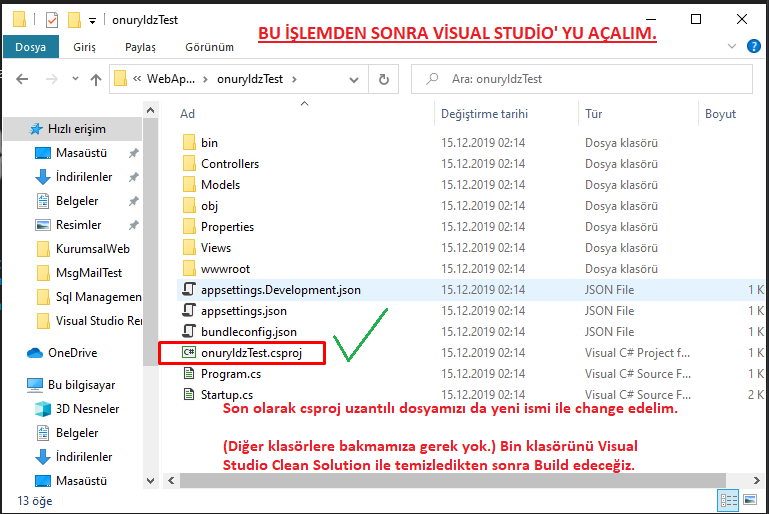 onuryldzTest
BU İŞLEMDEN SONRA VİSUAL STUDİO' YU AÇALIM.
Dosya Giriş Paylaş Görünüm
« WebAp... › onuryldzTest ›
Ara: onuryldzTest
Ad Değiştirme tarihi Tür Boyut
Hızlı erişim
Masaüstü
İndirilenler
Belgeler
Resimler
KurumsalWeb
MsgMailTest
Sql Managemen
Visual Studio Rer
OneDrive
Bu bilgisayar
3D Nesneler
Belgeler
İndirilenler
Masaüstü
bin 15.12.2019 02:14 Dosya klasörü
Controllers 15.12.2019 02:14 Dosya klasörü
Models 15.12.2019 02:14 Dosya klasörü
obj 15.12.2019 02:14 Dosya klasörü
Properties 15.12.2019 02:14 Dosya klasörü
Views 15.12.2019 02:14 Dosya klasörü
wwwroot 15.12.2019 02:14 Dosya klasörü
appsettings.Development.json 15.12.2019 02:14 JSON File 1 K
appsettings.json 15.12.2019 02:14 JSON File 1 K
bundleconfig.json 15.12.2019 02:14 JSON File 1 K
C# onuryldzTest.csproj 15.12.2019 02:14 Visual C# Project f... 1 K
Program.cs 15.12.2019 02:14 Visual C# Source F... 1 K
Startup.cs 15.12.2019 02:14 Visual C# Source F... 2 K
Son olarak csproj uzantılı dosyamızı da yeni ismi ile change edelim.
(Diğer klasörlere bakmamıza gerek yok.) Bin klasörünü Visual
Studio Clean Solution ile temizledikten sonra Build edeceğiz.
13 öğe